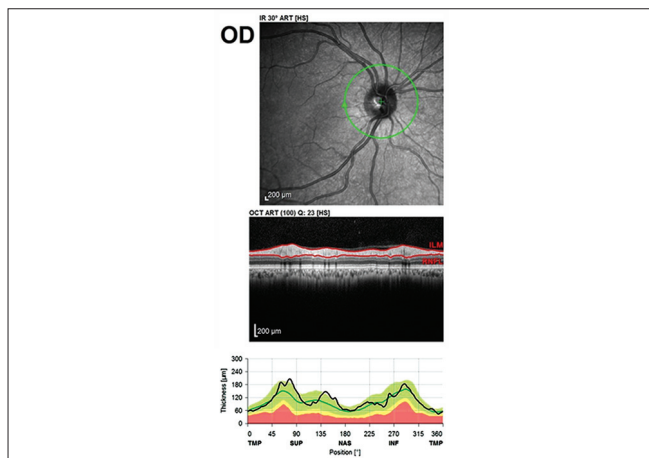 IR 30° ART [HS]
OD
200 µm
OCT ART (100) Q: 23 [HS]
ILM
RNFL
200 µm
Thickness [µm]
300
240
180
120
60
0
0 45 90 135 180 225 270 315 360
TMP SUP NAS INF TMP
Position [°]